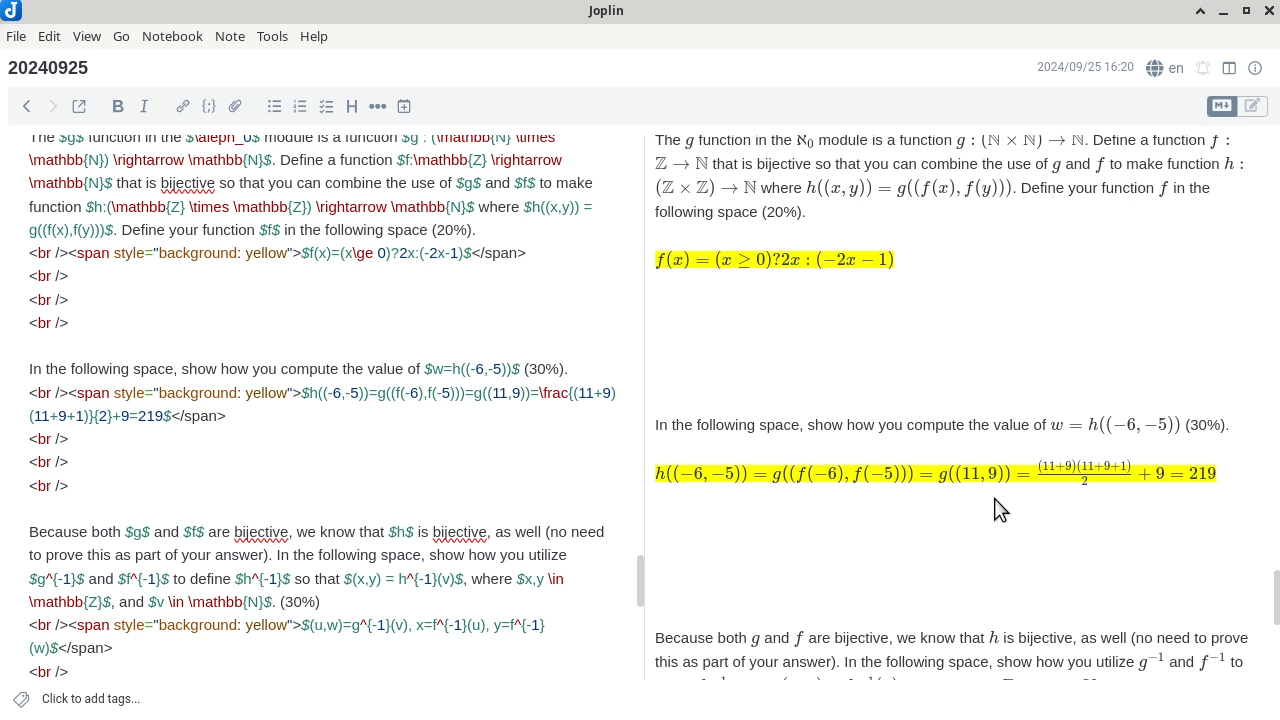 Joplin
File Edit View Go Notebook Note Tools Help
20240925
2024/09/25 16:20 en
The $g$ function in the $\aleph_0$ module is a function $g : (\mathbb{N} \times
\mathbb{N}) \rightarrow \mathbb{N}$. Define a function $f:\mathbb{Z} \rightarrow
\mathbb{N}$ that is bijective so that you can combine the use of $g$ and $f$ to make
function $h:(\mathbb{Z} \times \mathbb{Z}) \rightarrow \mathbb{N}$ where $h((x,y)) =
g((f(x),f(y)))$. Define your function $f$ in the following space (20%).
<br /><span style="background: yellow">$f(x)=(x\ge 0)?2x:(-2x-1)$</span>
<br />
<br />
<br />
In the following space, show how you compute the value of $w=h((-6,-5))$ (30%).
<br /><span style="background: yellow">$h((-6,-5))=g((f(-6),f(-5)))=g((11,9))=\frac{(11+9)
(11+9+1)}{2}+9=219$</span>
<br />
<br />
<br />
Because both $g$ and $f$ are bijective, we know that $h$ is bijective, as well (no need
to prove this as part of your answer). In the following space, show how you utilize
$g^{-1}$ and $f^{-1}$ to define $h^{-1}$ so that $(x,y) = h^{-1}(v)$, where $x,y \in
\mathbb{Z}$, and $v \in \mathbb{N}$. (30%)
<br /><span style="background: yellow">$(u,w)=g^{-1}(v), x=f^{-1}(u), y=f^{-1}
(w)$</span>
<br />
The g function in the ℵ₀ module is a function g : (ℕ × ℕ) → ℕ. Define a function f :
ℤ → ℕ that is bijective so that you can combine the use of g and f to make function h :
(ℤ × ℤ) → ℕ where h((x, y)) = g((f(x), f(y))). Define your function f in the
following space (20%).
f(x) = (x ≥ 0)?2x : (−2x − 1)
In the following space, show how you compute the value of w = h((−6, −5)) (30%).
h((−6, −5)) = g((f(−6), f(−5))) = g((11, 9)) = (11+9)(11+9+1)/2 + 9 = 219
Because both g and f are bijective, we know that h is bijective, as well (no need to prove
this as part of your answer). In the following space, show how you utilize g⁻¹ and f⁻¹ to
Click to add tags...